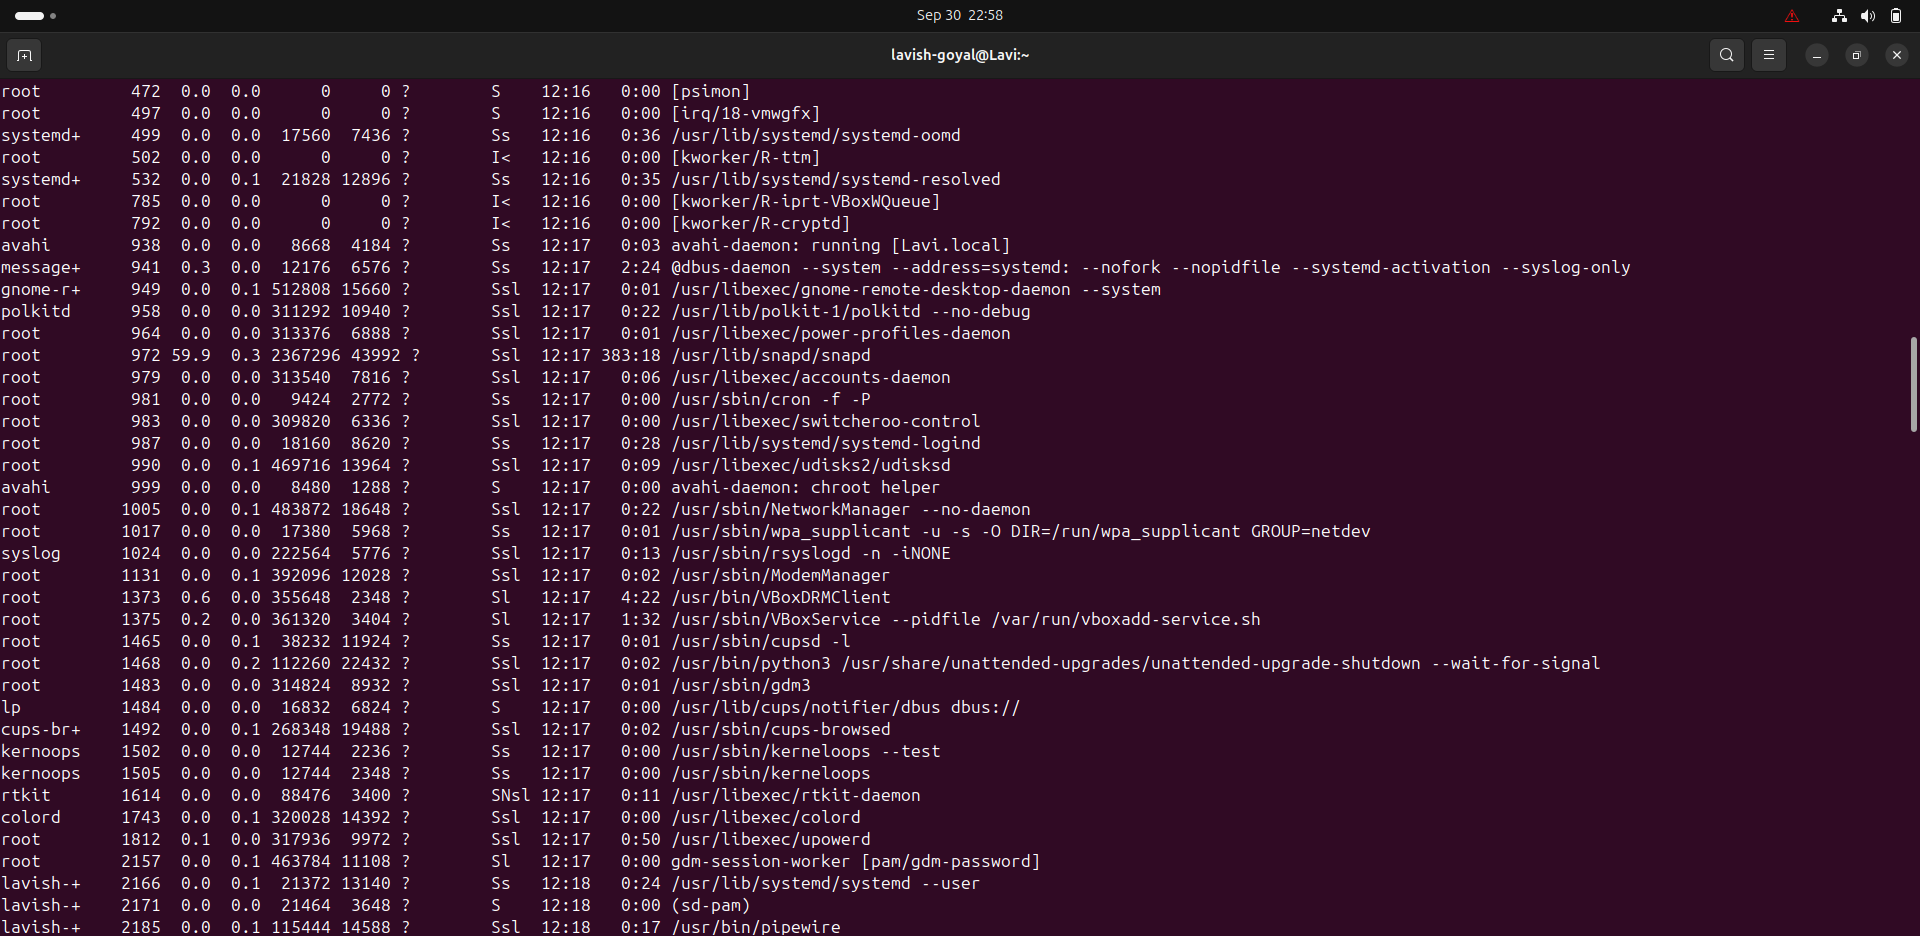 Sep 30 22:58
lavish-goyal@Lavi:~
root         472  0.0  0.0      0     0 ?        S    12:16   0:00 [psimon]
root         497  0.0  0.0      0     0 ?        S    12:16   0:00 [irq/18-vmwgfx]
systemd+     499  0.0  0.0  17560  7436 ?        Ss   12:16   0:36 /usr/lib/systemd/systemd-oomd
root         502  0.0  0.0      0     0 ?        I<   12:16   0:00 [kworker/R-ttm]
systemd+     532  0.0  0.1  21828 12896 ?        Ss   12:16   0:35 /usr/lib/systemd/systemd-resolved
root         785  0.0  0.0      0     0 ?        I<   12:16   0:00 [kworker/R-iprt-VBoxWQueue]
root         792  0.0  0.0      0     0 ?        I<   12:16   0:00 [kworker/R-cryptd]
avahi        938  0.0  0.0   8668  4184 ?        Ss   12:17   0:03 avahi-daemon: running [Lavi.local]
message+     941  0.3  0.0  12176  6576 ?        Ss   12:17   2:24 @dbus-daemon --system --address=systemd: --nofork --nopidfile --systemd-activation --syslog-only
gnome-r+     949  0.0  0.1 512808 15660 ?        Ssl  12:17   0:01 /usr/libexec/gnome-remote-desktop-daemon --system
polkitd      958  0.0  0.0 311292 10940 ?        Ssl  12:17   0:22 /usr/lib/polkit-1/polkitd --no-debug
root         964  0.0  0.0 313376  6888 ?        Ssl  12:17   0:01 /usr/libexec/power-profiles-daemon
root         972 59.9  0.3 2367296 43992 ?       Ssl  12:17 383:18 /usr/lib/snapd/snapd
root         979  0.0  0.0 313540  7816 ?        Ssl  12:17   0:06 /usr/libexec/accounts-daemon
root         981  0.0  0.0   9424  2772 ?        Ss   12:17   0:00 /usr/sbin/cron -f -P
root         983  0.0  0.0 309820  6336 ?        Ssl  12:17   0:00 /usr/libexec/switcheroo-control
root         987  0.0  0.0  18160  8620 ?        Ss   12:17   0:28 /usr/lib/systemd/systemd-logind
root         990  0.0  0.1 469716 13964 ?        Ssl  12:17   0:09 /usr/libexec/udisks2/udisksd
avahi        999  0.0  0.0   8480  1288 ?        S    12:17   0:00 avahi-daemon: chroot helper
root        1005  0.0  0.1 483872 18648 ?        Ssl  12:17   0:22 /usr/sbin/NetworkManager --no-daemon
root        1017  0.0  0.0  17380  5968 ?        Ss   12:17   0:01 /usr/sbin/wpa_supplicant -u -s -O DIR=/run/wpa_supplicant GROUP=netdev
syslog      1024  0.0  0.0 222564  5776 ?        Ssl  12:17   0:13 /usr/sbin/rsyslogd -n -iNONE
root        1131  0.0  0.1 392096 12028 ?        Ssl  12:17   0:02 /usr/sbin/ModemManager
root        1373  0.6  0.0 355648  2348 ?        Sl   12:17   4:22 /usr/bin/VBoxDRMClient
root        1375  0.2  0.0 361320  3404 ?        Sl   12:17   1:32 /usr/sbin/VBoxService --pidfile /var/run/vboxadd-service.sh
root        1465  0.0  0.1  38232 11924 ?        Ss   12:17   0:01 /usr/sbin/cupsd -l
root        1468  0.0  0.2 112260 22432 ?        Ssl  12:17   0:02 /usr/bin/python3 /usr/share/unattended-upgrades/unattended-upgrade-shutdown --wait-for-signal
root        1483  0.0  0.0 314824  8932 ?        Ssl  12:17   0:01 /usr/sbin/gdm3
lp          1484  0.0  0.0  16832  6824 ?        S    12:17   0:00 /usr/lib/cups/notifier/dbus dbus://
cups-br+    1492  0.0  0.1 268348 19488 ?        Ssl  12:17   0:02 /usr/sbin/cups-browsed
kernoops    1502  0.0  0.0  12744  2236 ?        Ss   12:17   0:00 /usr/sbin/kerneloops --test
kernoops    1505  0.0  0.0  12744  2348 ?        Ss   12:17   0:00 /usr/sbin/kerneloops
rtkit       1614  0.0  0.0  88476  3400 ?        SNsl 12:17   0:11 /usr/libexec/rtkit-daemon
colord      1743  0.0  0.1 320028 14392 ?        Ssl  12:17   0:00 /usr/libexec/colord
root        1812  0.1  0.0 317936  9972 ?        Ssl  12:17   0:50 /usr/libexec/upowerd
root        2157  0.0  0.1 463784 11108 ?        Sl   12:17   0:00 gdm-session-worker [pam/gdm-password]
lavish-+    2166  0.0  0.1  21372 13140 ?        Ss   12:18   0:24 /usr/lib/systemd/systemd --user
lavish-+    2171  0.0  0.0  21464  3648 ?        S    12:18   0:00 (sd-pam)
lavish-+    2185  0.0  0.1 115444 14588 ?        Ssl  12:18   0:17 /usr/bin/pipewire